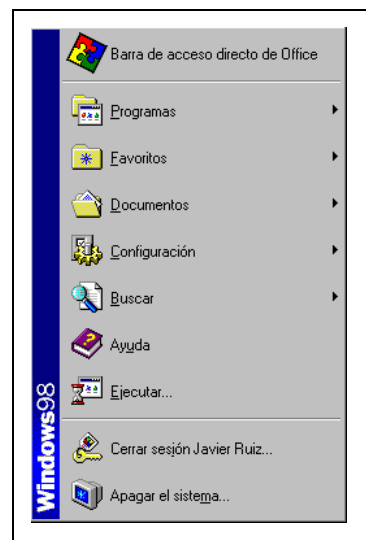 Barra de acceso directo de Office
Programas
Favoritos
Documentos
Configuración
Buscar
Ayuda
Ejecutar...
Cerrar sesión Javier Ruiz...
Apagar el sistema...
Windows98